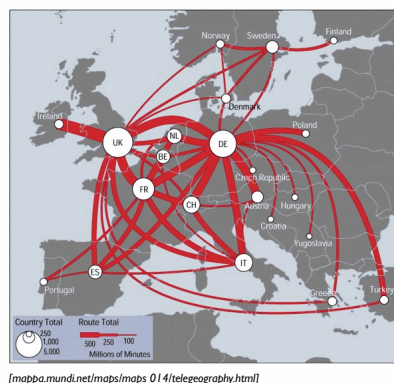 Norway
Sweden
Finland
Denmark
Ireland
UK
NL
BE
DE
Poland
FR
CH
Czech Republic
Austria
Hungary
Croatia
Yugoslavia
ES
IT
Portugal
Greece
Turkey
Country Total
250
1,000
5,000
Route Total
500 250 100
Millions of Minutes
[mappa.mundi.net/maps/maps_014/telegeography.html]